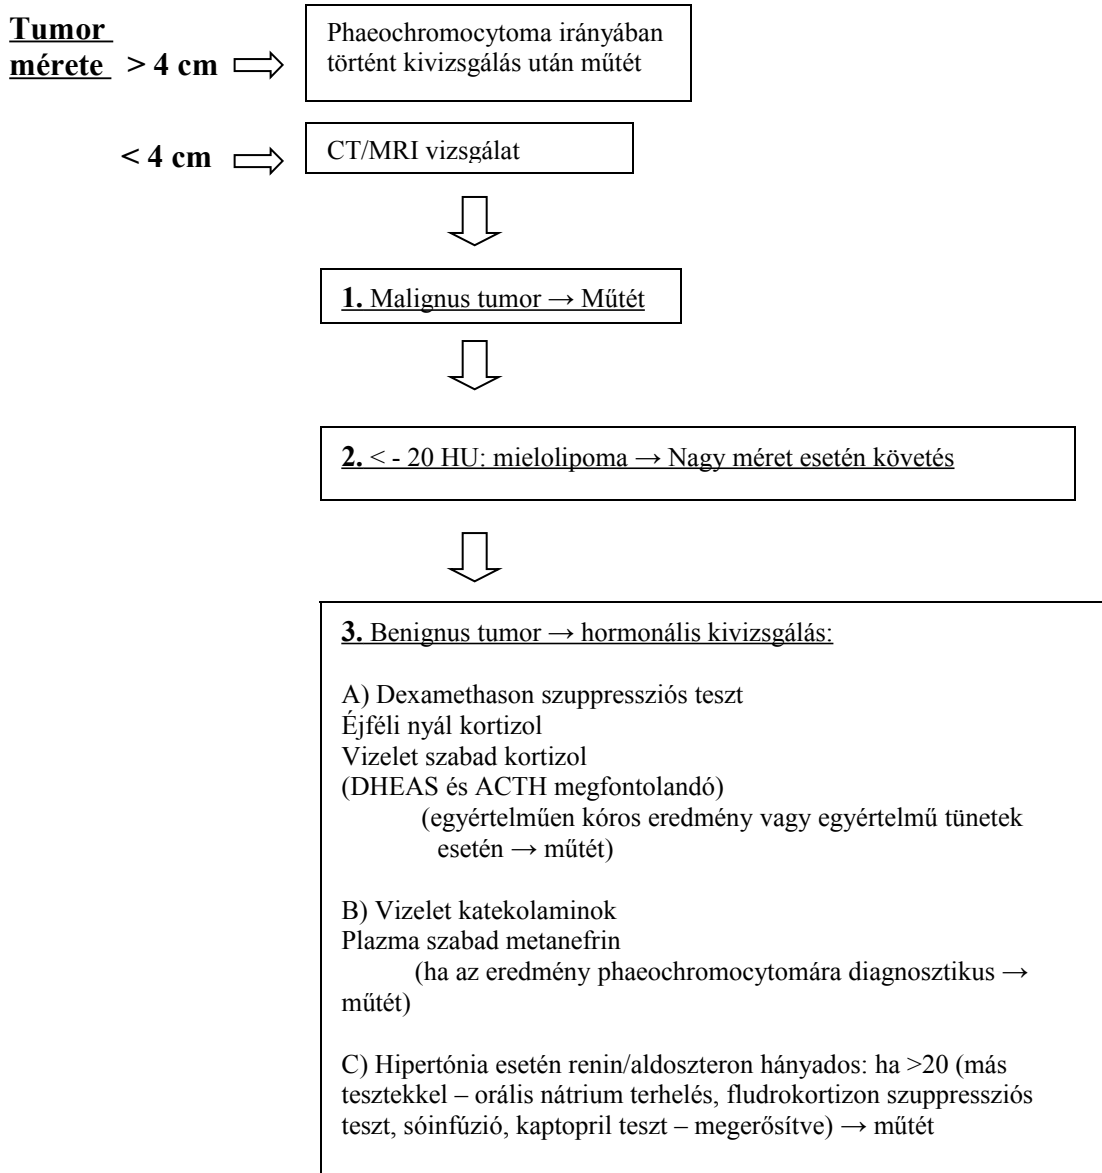 Tumor
mérete > 4 cm
Phaeochromocytoma irányában
történt kivizsgálás után műtét
< 4 cm
CT/MRI vizsgálat
1. Malignus tumor → Műtét
2. < - 20 HU: mielolipoma → Nagy méret esetén követés
3. Benignus tumor → hormonális kivizsgálás:
A) Dexamethason szuppressziós teszt
Éjféli nyál kortizol
Vizelet szabad kortizol
(DHEAS és ACTH megfontolandó)
(egyértelműen kóros eredmény vagy egyértelmű tünetek
esetén → műtét)
B) Vizelet katekolaminok
Plazma szabad metanefrin
(ha az eredmény phaeochromocytomára diagnosztikus →
műtét)
C) Hipertónia esetén renin/aldoszteron hányados: ha >20 (más
tesztekkel – orális nátrium terhelés, fludrokortizon szuppressziós
teszt, sóinfúzió, kaptopril teszt – megerősítve) → műtét